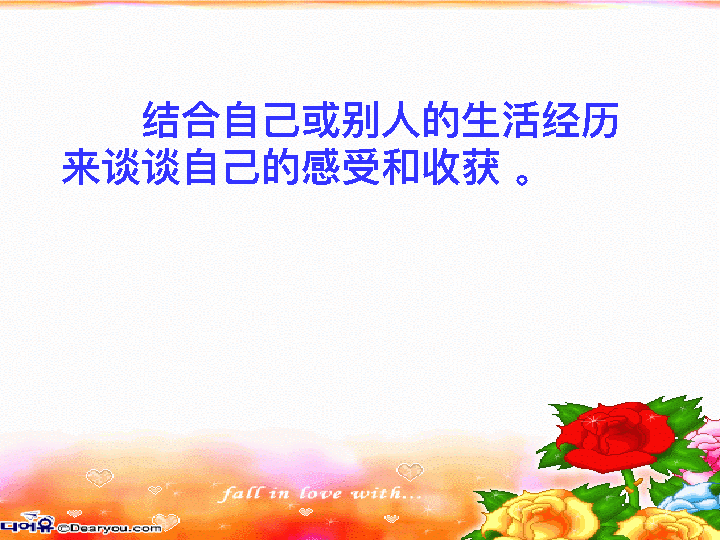 结合自己或别人的生活经历
来谈谈自己的感受和收获 。
fall in love with...
디어유 ©Dearyou.com